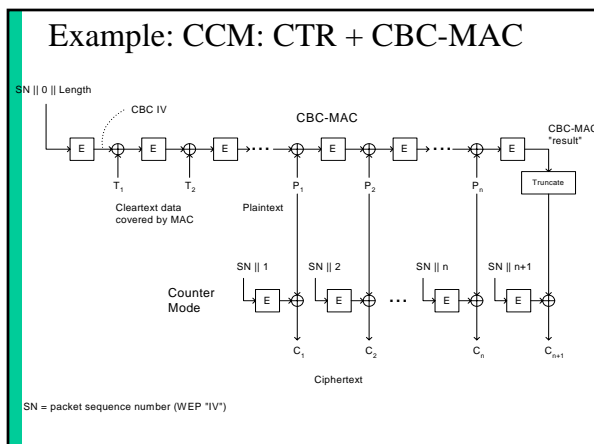 Example: CCM: CTR + CBC-MAC
SN || 0 || Length
CBC IV
CBC-MAC
CBC-MAC
"result"
E E E ... E E ... E
Truncate
T1 T2 P1 P2 Pn
Cleartext data
covered by MAC
Plaintext
SN || 1 SN || 2 SN || n SN || n+1
Counter
Mode
E E ... E E
C1 C2 Cn Cn+1
Ciphertext
SN = packet sequence number (WEP "IV")